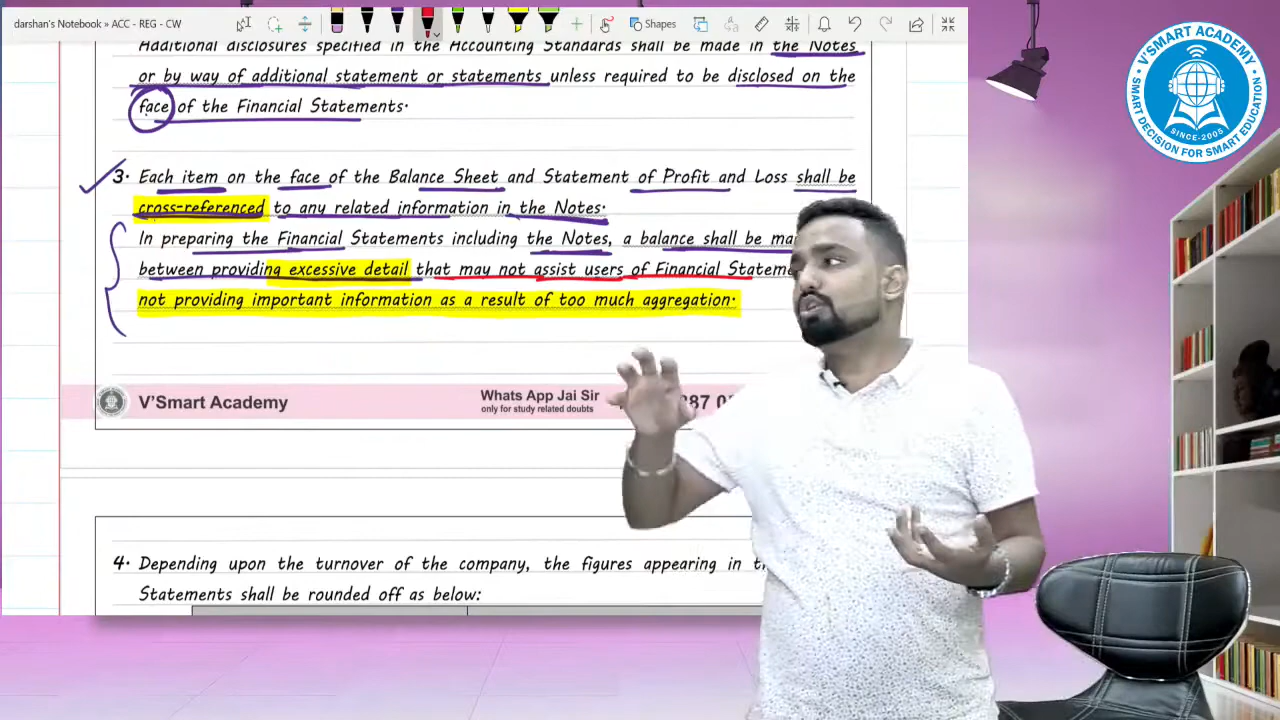 darshan's Notebook » ACC - REG - CW
Shapes
Additional disclosures specified in the Accounting Standards shall be made in the Notes
or by way of additional statement or statements unless required to be disclosed on the
face of the Financial Statements.
3. Each item on the face of the Balance Sheet and Statement of Profit and Loss shall be
cross-referenced to any related information in the Notes.
In preparing the Financial Statements including the Notes, a balance shall be
between providing excessive detail that may not assist users of Financial
not providing important information as a result of too much aggregation.
V'Smart Academy
Whats App Jai Sir
only for study related doubts
87
4. Depending upon the turnover of the company, the figures appearing in
Statements shall be rounded off as below:
V'SMART ACADEMY
SINCE-2005
SMART DECISION FOR SMART EDUCATION